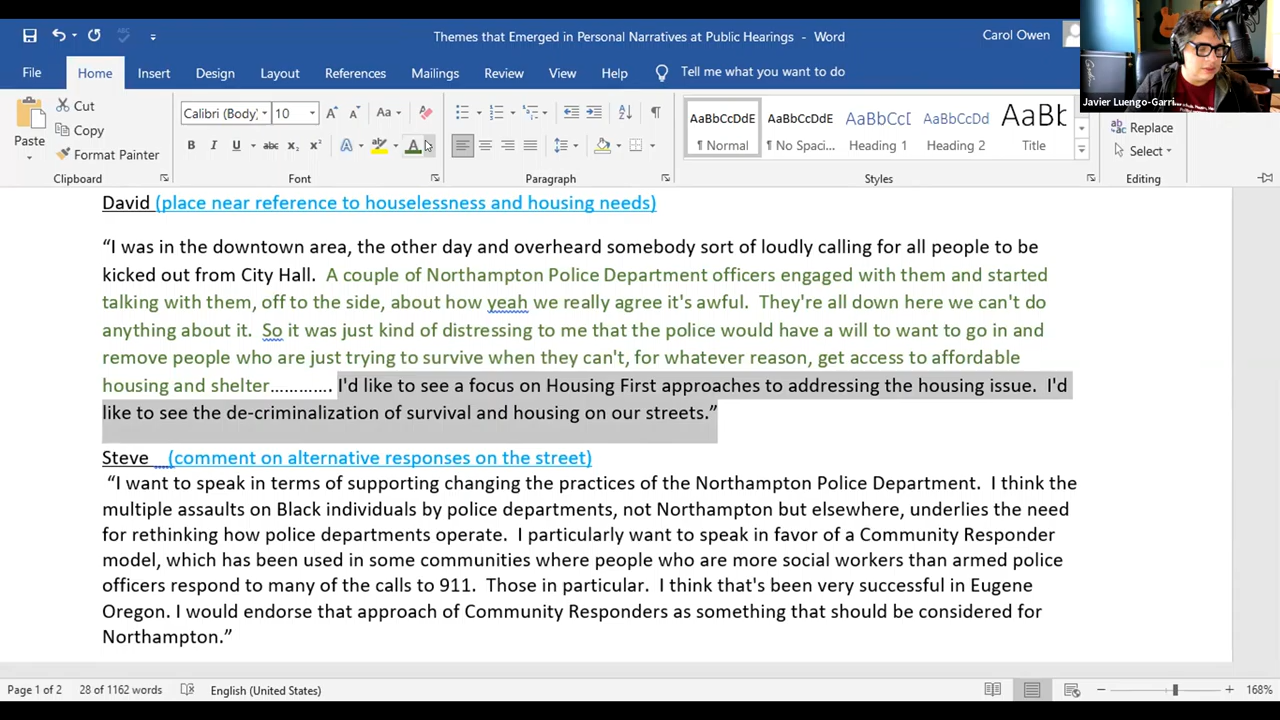 Themes that Emerged in Personal Narratives at Public Hearings - Word
Carol Owen
File Home Insert Design Layout References Mailings Review View Help Tell me what you want to do
Javier Luengo-Garri...
Paste
Cut
Copy
Format Painter
Clipboard
Calibri (Body) 10
Aa
B I U abc x₂ x² A A
Font
Paragraph
AaBbCcDdE AaBbCcDdE AaBbCcD AaBbCcDd AaBb
¶ Normal ¶ No Spaci... Heading 1 Heading 2 Title
Styles
Replace
Select
Editing
David (place near reference to houselessness and housing needs)
“I was in the downtown area, the other day and overheard somebody sort of loudly calling for all people to be
kicked out from City Hall. A couple of Northampton Police Department officers engaged with them and started
talking with them, off to the side, about how yeah we really agree it's awful. They're all down here we can't do
anything about it. So it was just kind of distressing to me that the police would have a will to want to go in and
remove people who are just trying to survive when they can't, for whatever reason, get access to affordable
housing and shelter…………. I'd like to see a focus on Housing First approaches to addressing the housing issue. I'd
like to see the de-criminalization of survival and housing on our streets.”
Steve (comment on alternative responses on the street)
“I want to speak in terms of supporting changing the practices of the Northampton Police Department. I think the
multiple assaults on Black individuals by police departments, not Northampton but elsewhere, underlies the need
for rethinking how police departments operate. I particularly want to speak in favor of a Community Responder
model, which has been used in some communities where people who are more social workers than armed police
officers respond to many of the calls to 911. Those in particular. I think that's been very successful in Eugene
Oregon. I would endorse that approach of Community Responders as something that should be considered for
Northampton.”
Page 1 of 2 28 of 1162 words English (United States) 168%